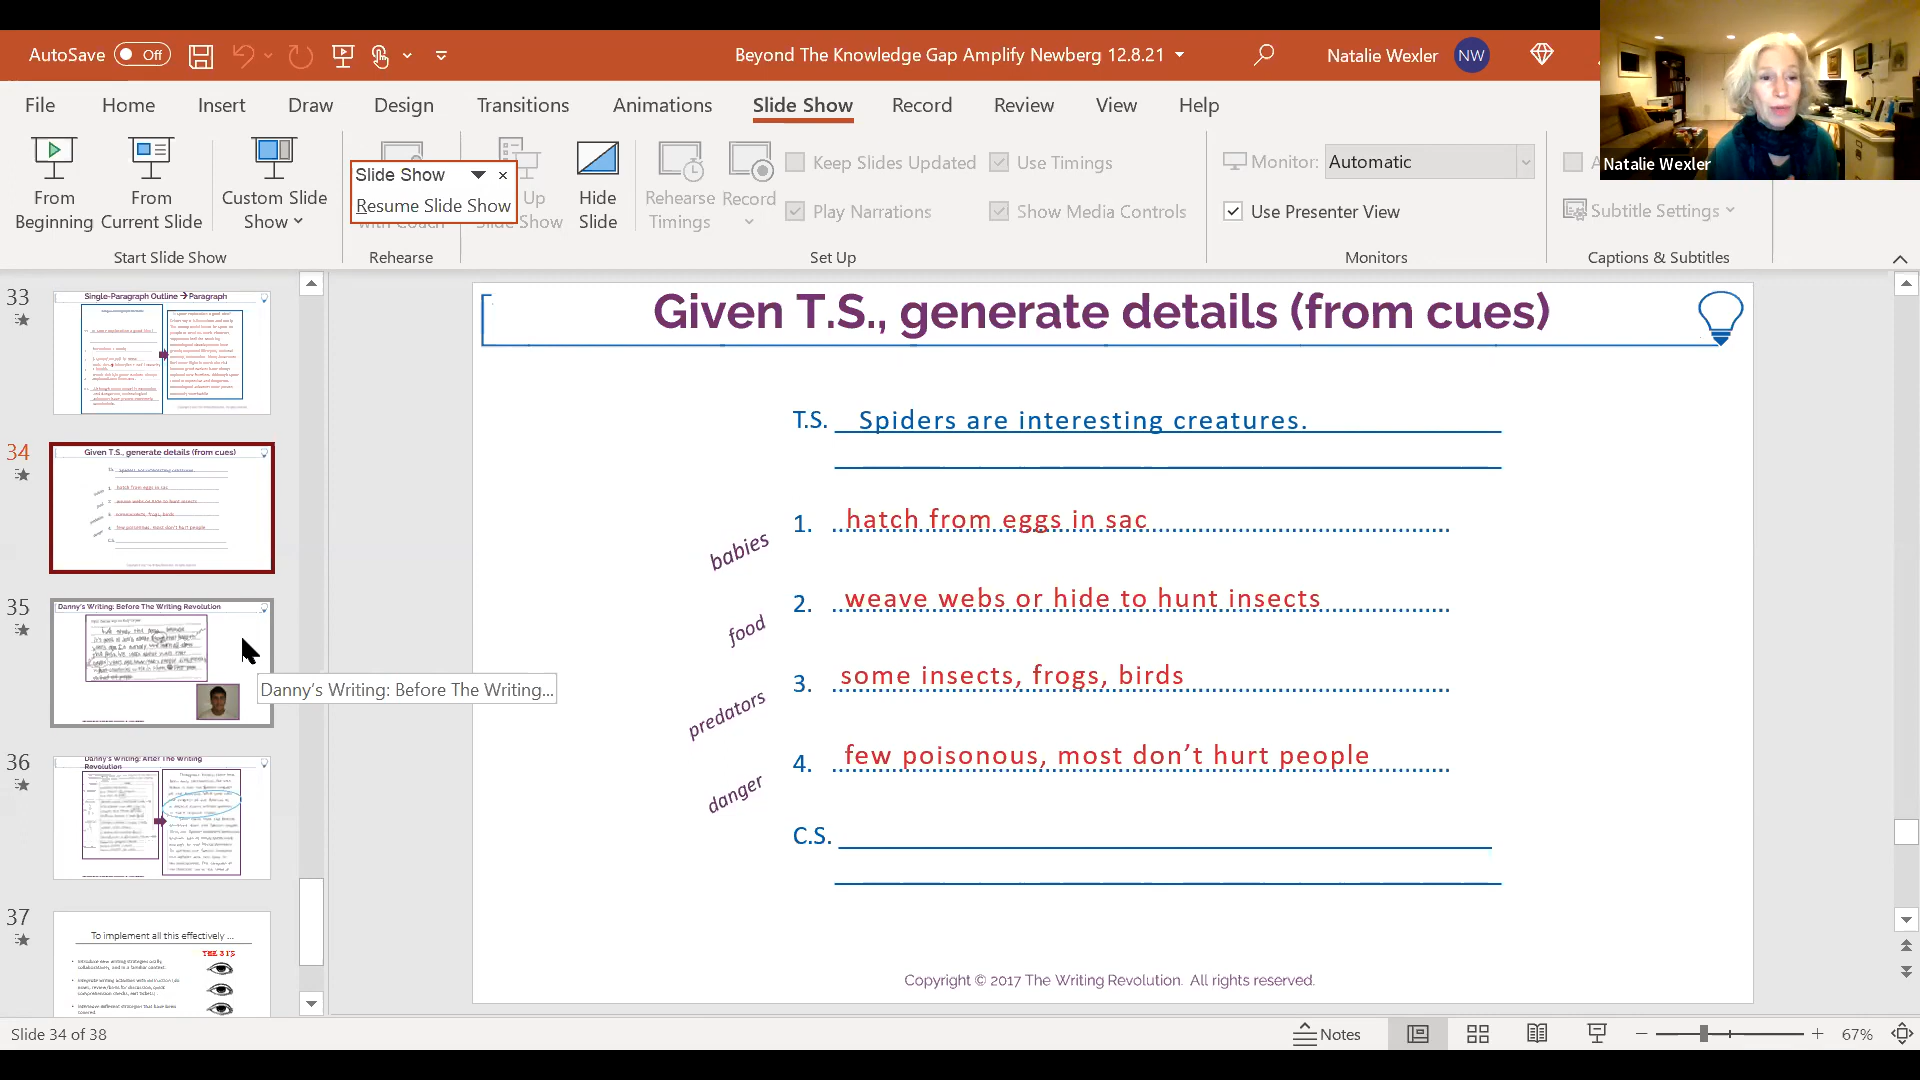 AutoSave Off
Beyond The Knowledge Gap Amplify Newberg 12.8.21
Natalie Wexler NW
File Home Insert Draw Design Transitions Animations Slide Show Record Review View Help
From Beginning
From Current Slide
Custom Slide Show
Start Slide Show
Slide Show
Resume Slide Show
with Coach
Rehearse
Up
Slide Show
Hide Slide
Rehearse Timings
Record
Keep Slides Updated
Use Timings
Play Narrations
Show Media Controls
Set Up
Monitor: Automatic
Use Presenter View
Monitors
Subtitle Settings
Captions & Subtitles
Natalie Wexler
33
Single-Paragraph Outline → Paragraph
34
Given T.S., generate details (from cues)
35
Danny's Writing: Before The Writing Revolution
Danny's Writing: Before The Writing...
36
Danny's Writing: After The Writing
Revolution
37
To implement all this effectively ...
THE 3 I'S
Given T.S., generate details (from cues)
T.S. Spiders are interesting creatures.
1. hatch from eggs in sac
babies
2. weave webs or hide to hunt insects
food
3. some insects, frogs, birds
predators
4. few poisonous, most don't hurt people
danger
C.S.
Copyright © 2017 The Writing Revolution. All rights reserved.
Slide 34 of 38
Notes
67%